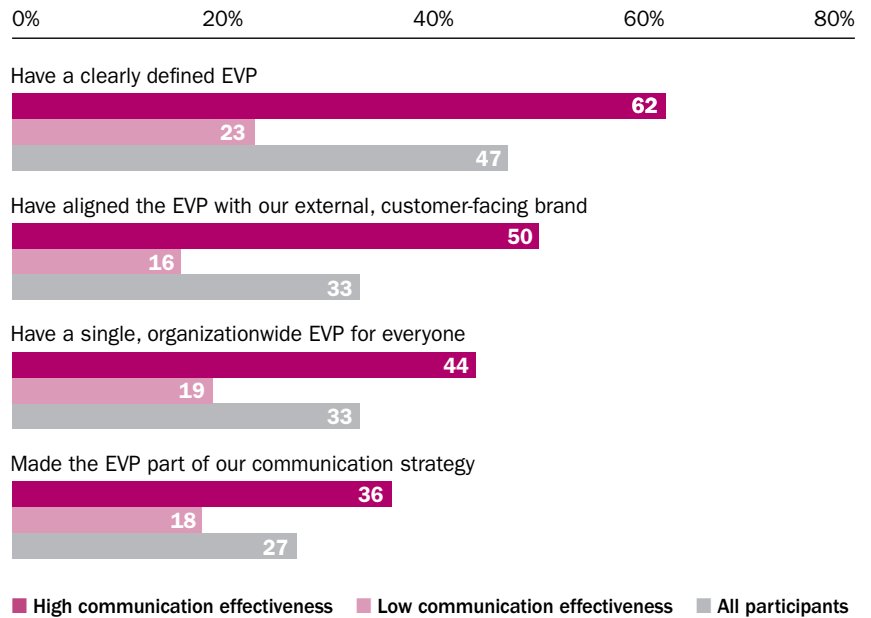 0% 20% 40% 60% 80%
Have a clearly defined EVP
62
23
47
Have aligned the EVP with our external, customer-facing brand
50
16
33
Have a single, organizationwide EVP for everyone
44
19
33
Made the EVP part of our communication strategy
36
18
27
High communication effectiveness Low communication effectiveness All participants